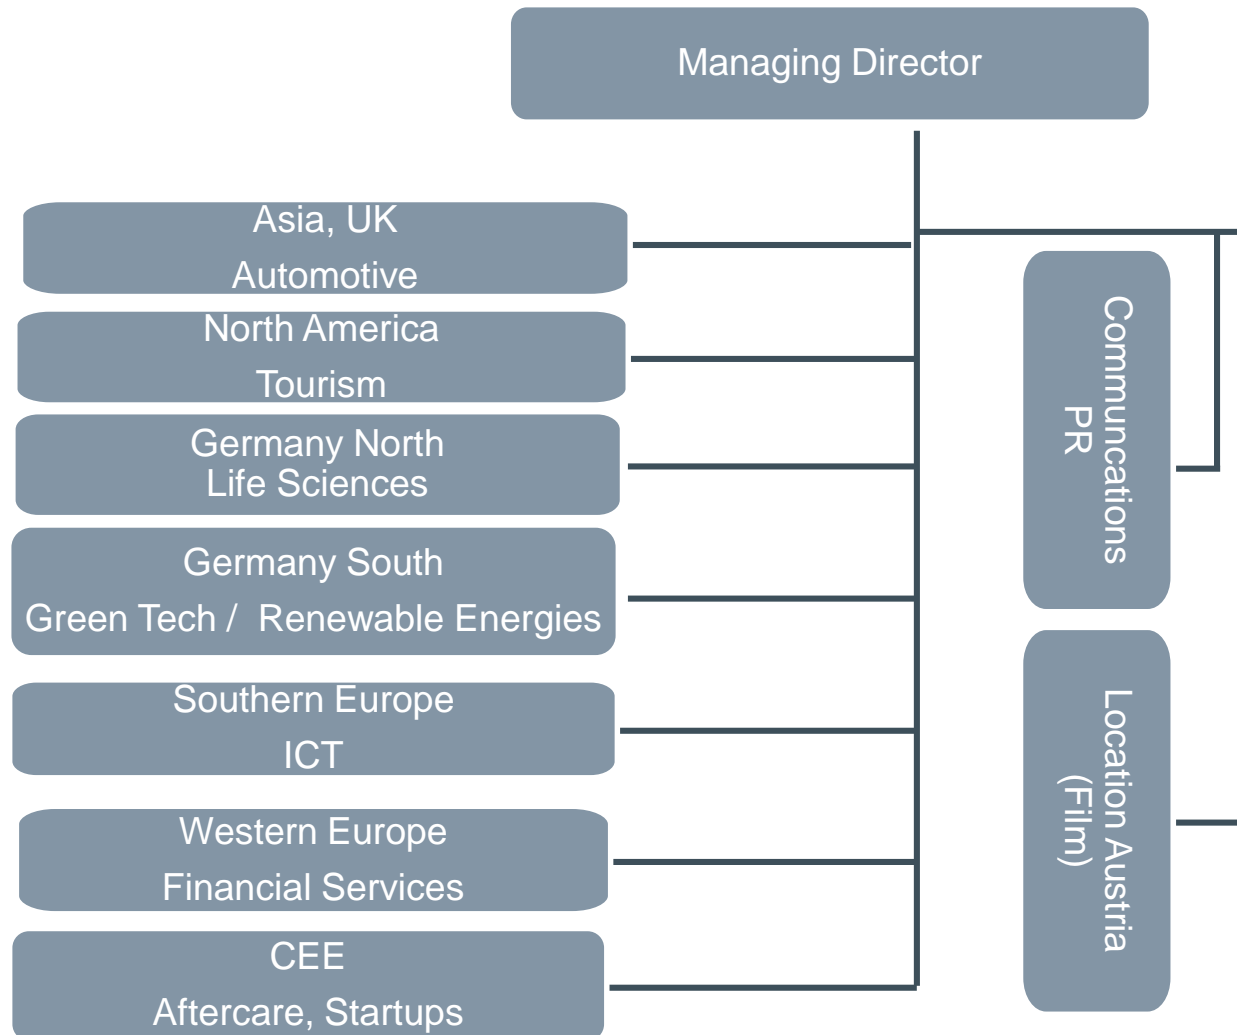 Managing Director
Asia, UK
Automotive
North America
Tourism
Germany North
Life Sciences
Germany South
Green Tech /  Renewable Energies
Southern Europe
ICT
Western Europe
Financial Services
CEE
Aftercare, Startups
Communcations
PR
Location Austria
(Film)